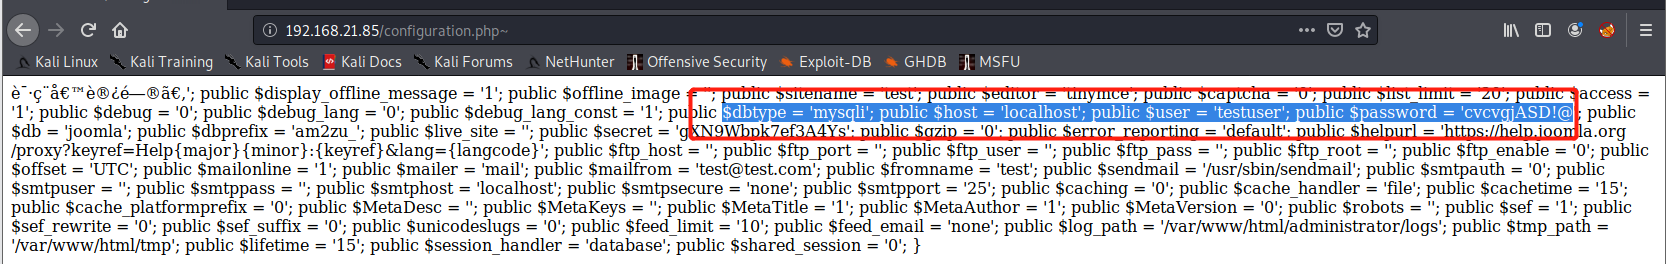 192.168.21.85/configuration.php~
Kali Linux Kali Training Kali Tools Kali Docs Kali Forums NetHunter Offensive Security Exploit-DB GHDB MSFU
è¯·ç¨å€™è®¿é—®ã€‚'; public $display_offline_message = '1'; public $offline_image = ''; public $sitename = 'test'; public $editor = 'tinymce'; public $captcha = '0'; public $list_limit = '20'; public $access =
'1'; public $debug = '0'; public $debug_lang = '0'; public $debug_lang_const = '1'; public $dbtype = 'mysqli'; public $host = 'localhost'; public $user = 'testuser'; public $password = 'cvcvgjASD!@'; public
$db = 'joomla'; public $dbprefix = 'am2zu_'; public $live_site = ''; public $secret = 'gXN9Wbpk7ef3A4Ys'; public $gzip = '0'; public $error_reporting = 'default'; public $helpurl = 'https://help.joomla.org
/proxy?keyref=Help{major}{minor}:{keyref}&lang={langcode}'; public $ftp_host = ''; public $ftp_port = ''; public $ftp_user = ''; public $ftp_pass = ''; public $ftp_root = ''; public $ftp_enable = '0'; public
$offset = 'UTC'; public $mailonline = '1'; public $mailer = 'mail'; public $mailfrom = 'test@test.com'; public $fromname = 'test'; public $sendmail = '/usr/sbin/sendmail'; public $smtpauth = '0'; public
$smtpuser = ''; public $smtppass = ''; public $smtphost = 'localhost'; public $smtpsecure = 'none'; public $smtpport = '25'; public $caching = '0'; public $cache_handler = 'file'; public $cachetime = '15';
public $cache_platformprefix = '0'; public $MetaDesc = ''; public $MetaKeys = ''; public $MetaTitle = '1'; public $MetaAuthor = '1'; public $MetaVersion = '0'; public $robots = ''; public $sef = '1'; public
$sef_rewrite = '0'; public $sef_suffix = '0'; public $unicodeslugs = '0'; public $feed_limit = '10'; public $feed_email = 'none'; public $log_path = '/var/www/html/administrator/logs'; public $tmp_path =
'/var/www/html/tmp'; public $lifetime = '15'; public $session_handler = 'database'; public $shared_session = '0'; }